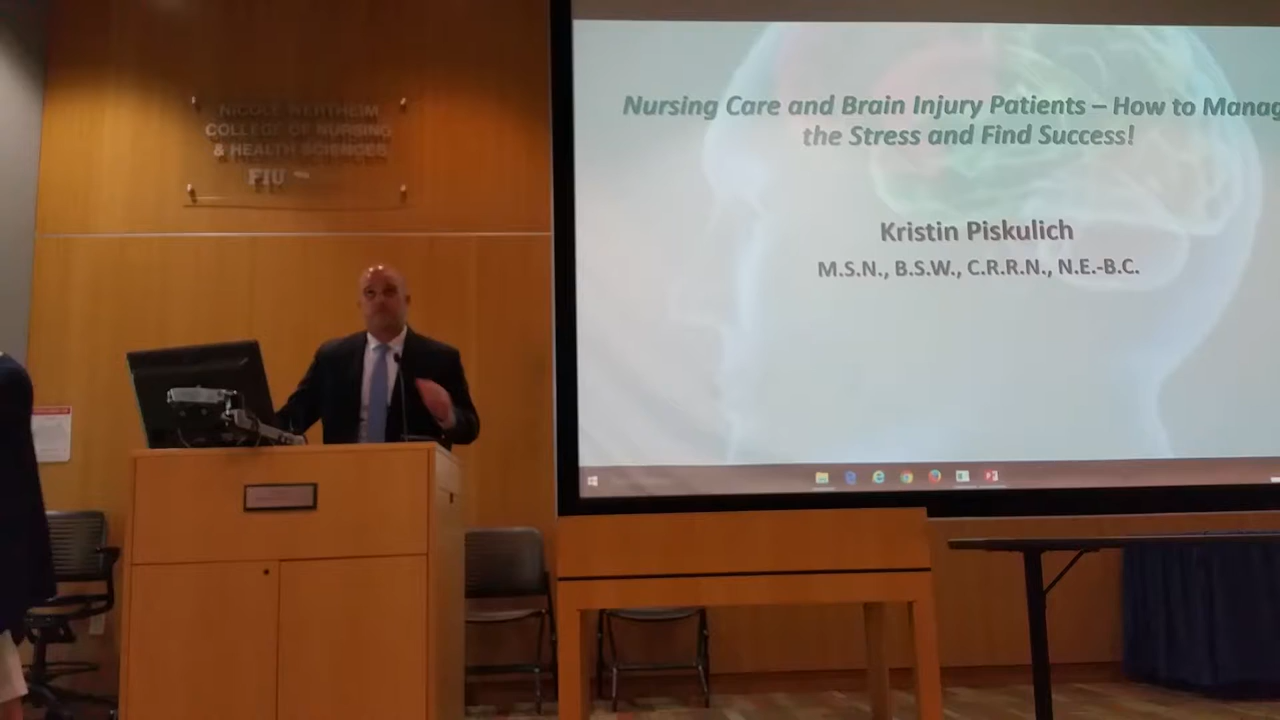 NICOLE WERTHEIM
COLLEGE OF NURSING
& HEALTH SCIENCES
FIU
Nursing Care and Brain Injury Patients – How to Manag
the Stress and Find Success!
Kristin Piskulich
M.S.N., B.S.W., C.R.R.N., N.E.-B.C.